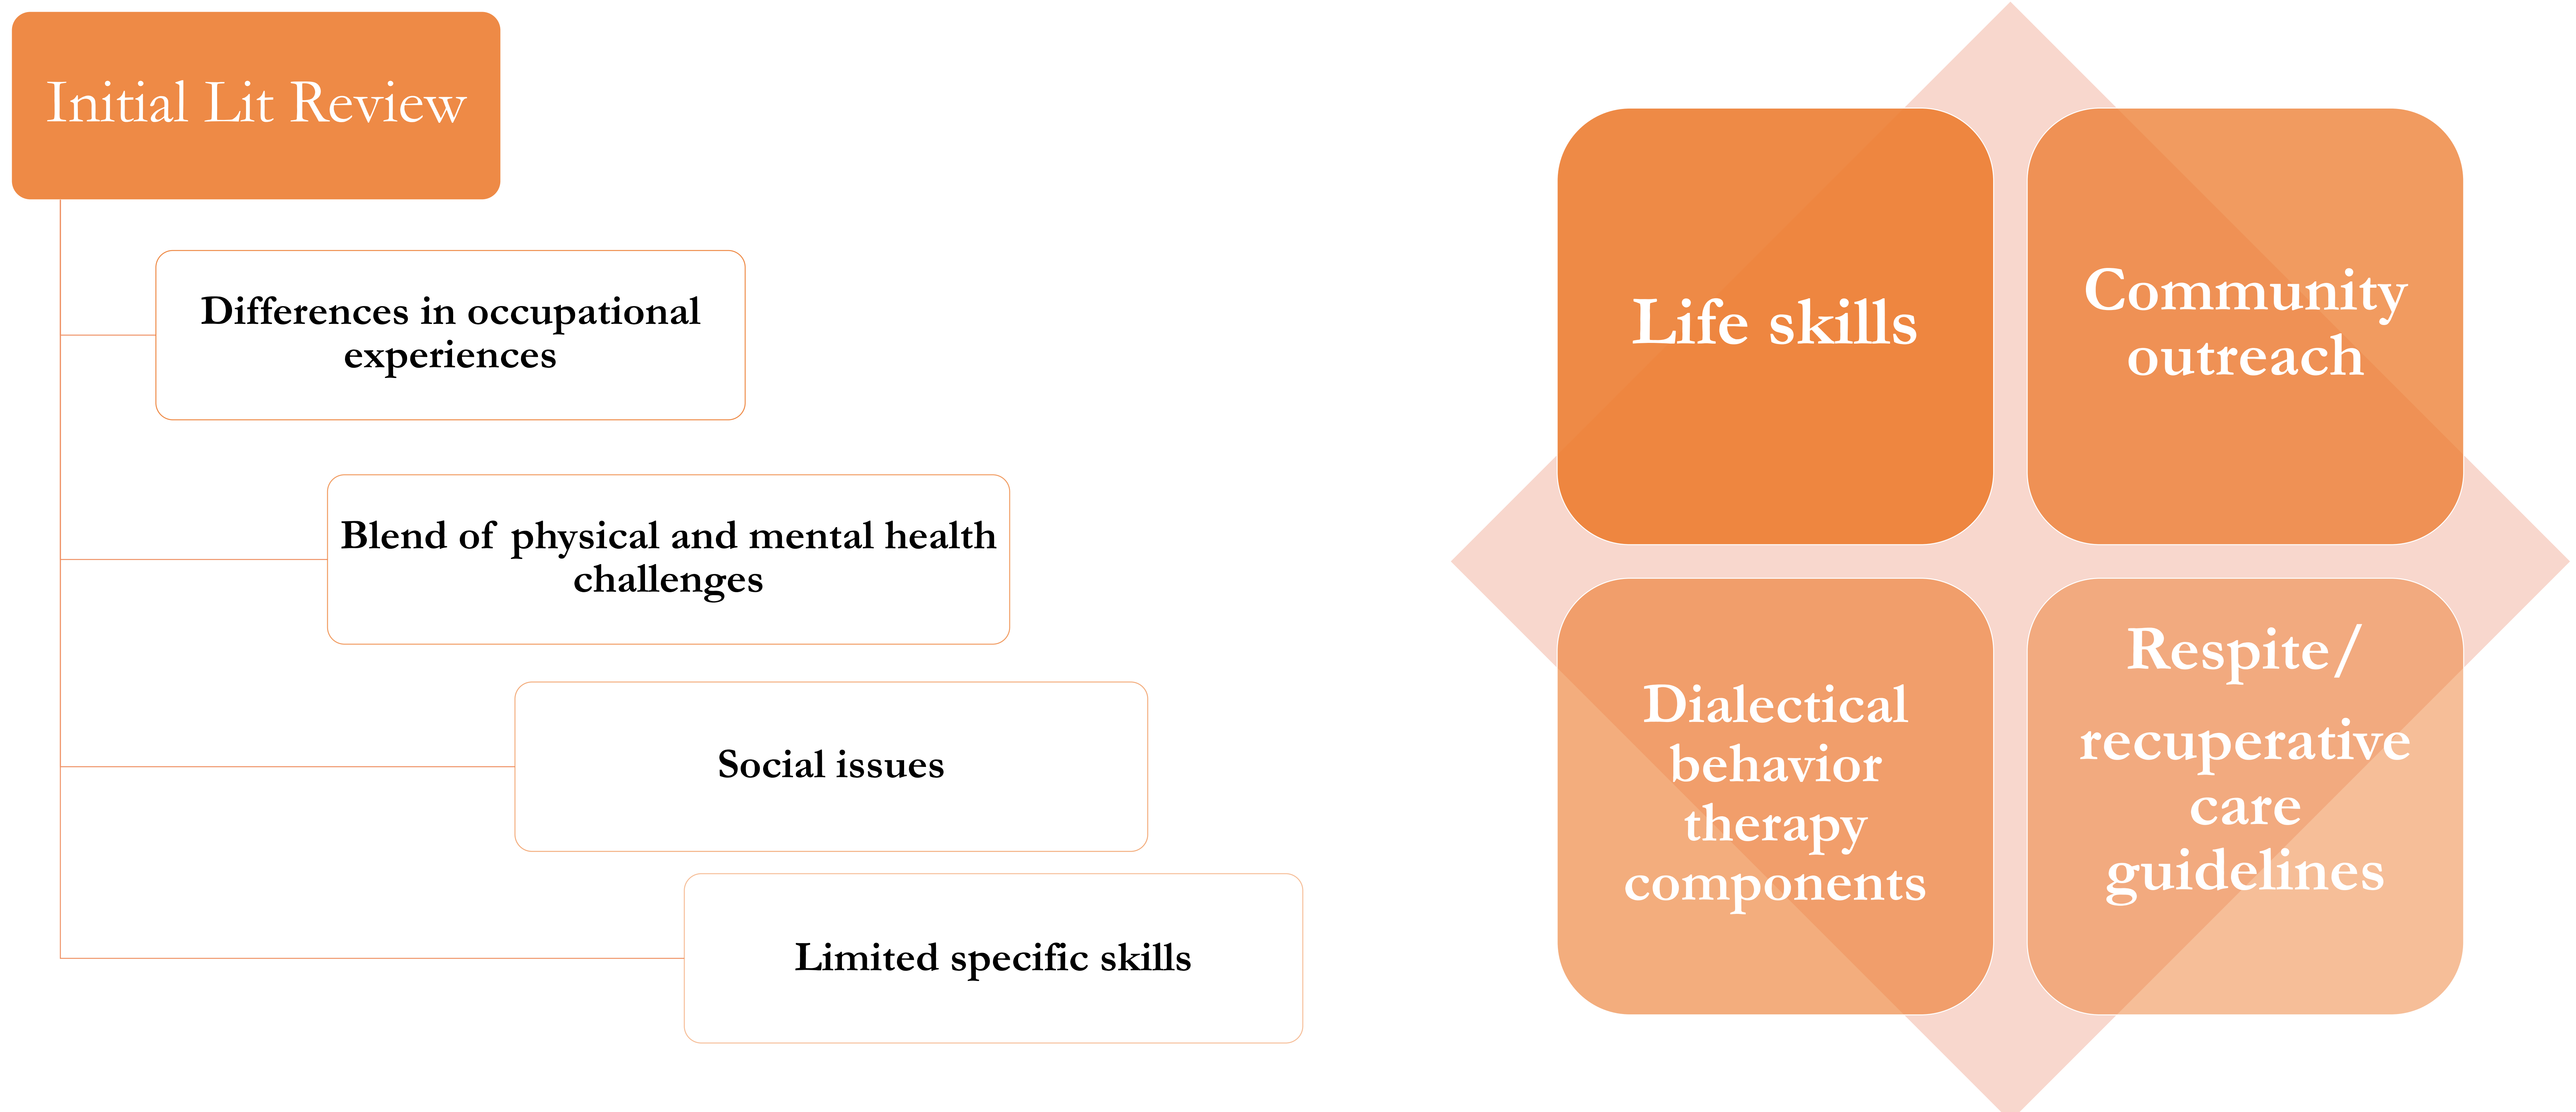 Initial Lit Review
Differences in occupational
experiences
Blend of physical and mental health
challenges
Social issues
Limited specific skills
Life skills
Community
outreach
Dialectical
behavior
therapy
components
Respite/
recuperative
care
guidelines